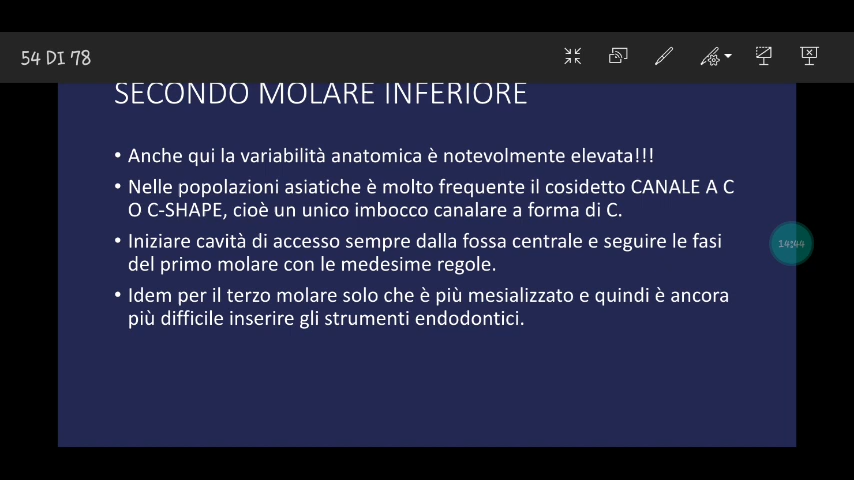 54 DI 78
SECONDO MOLARE INFERIORE
• Anche qui la variabilità anatomica è notevolmente elevata!!!
• Nelle popolazioni asiatiche è molto frequente il cosidetto CANALE A C
O C-SHAPE, cioè un unico imbocco canalare a forma di C.
• Iniziare cavità di accesso sempre dalla fossa centrale e seguire le fasi
del primo molare con le medesime regole.
• Idem per il terzo molare solo che è più mesializzato e quindi è ancora
più difficile inserire gli strumenti endodontici.
14:44